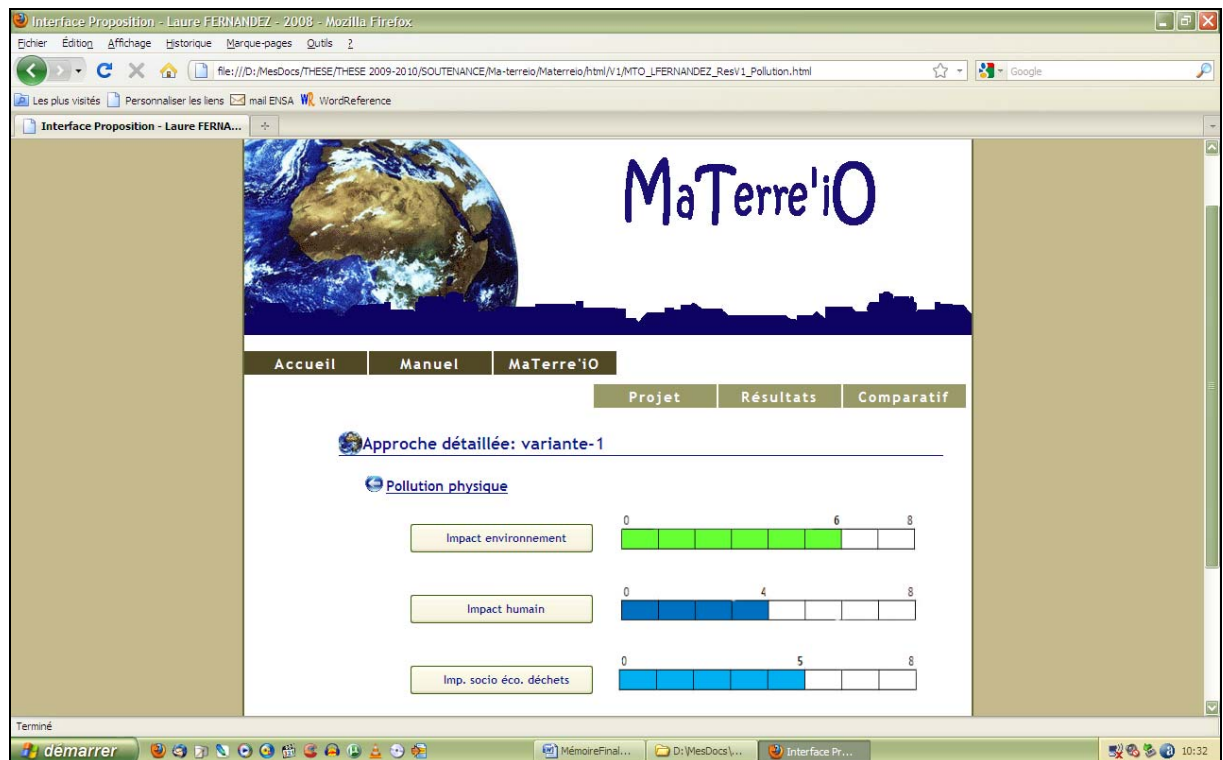 Interface Proposition - Laure FERNANDEZ - 2008 - Mozilla Firefox
Fichier Édition Affichage Historique Marque-pages Outils ?
file:///D:/MesDocs/THESE/THESE 2009-2010/SOUTENANCE/Ma-terreio/Materreio/html/V1/MTO_LFERNANDEZ_ResV1_Pollution.html Google
Les plus visités Personnaliser les liens mail ENSA WordReference
Interface Proposition - Laure FERNA...
MaTerre'iO
Accueil Manuel MaTerre'iO
Projet Résultats Comparatif
Approche détaillée: variante-1
Pollution physique
0 6 8
Impact environnement
0 4 8
Impact humain
0 5 8
Imp. socio éco. déchets
Terminé
démarrer MémoireFinal... D:\MesDocs\... Interface Pr... 10:32